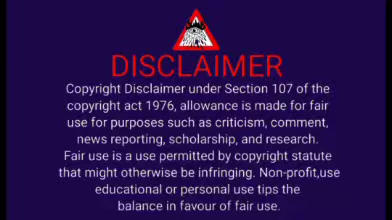 DISCLAIMER
Copyright Disclaimer under Section 107 of the
copyright act 1976, allowance is made for fair
use for purposes such as criticism, comment,
news reporting, scholarship, and research.
Fair use is a use permitted by copyright statute
that might otherwise be infringing. Non-profit,use
educational or personal use tips the
balance in favour of fair use.